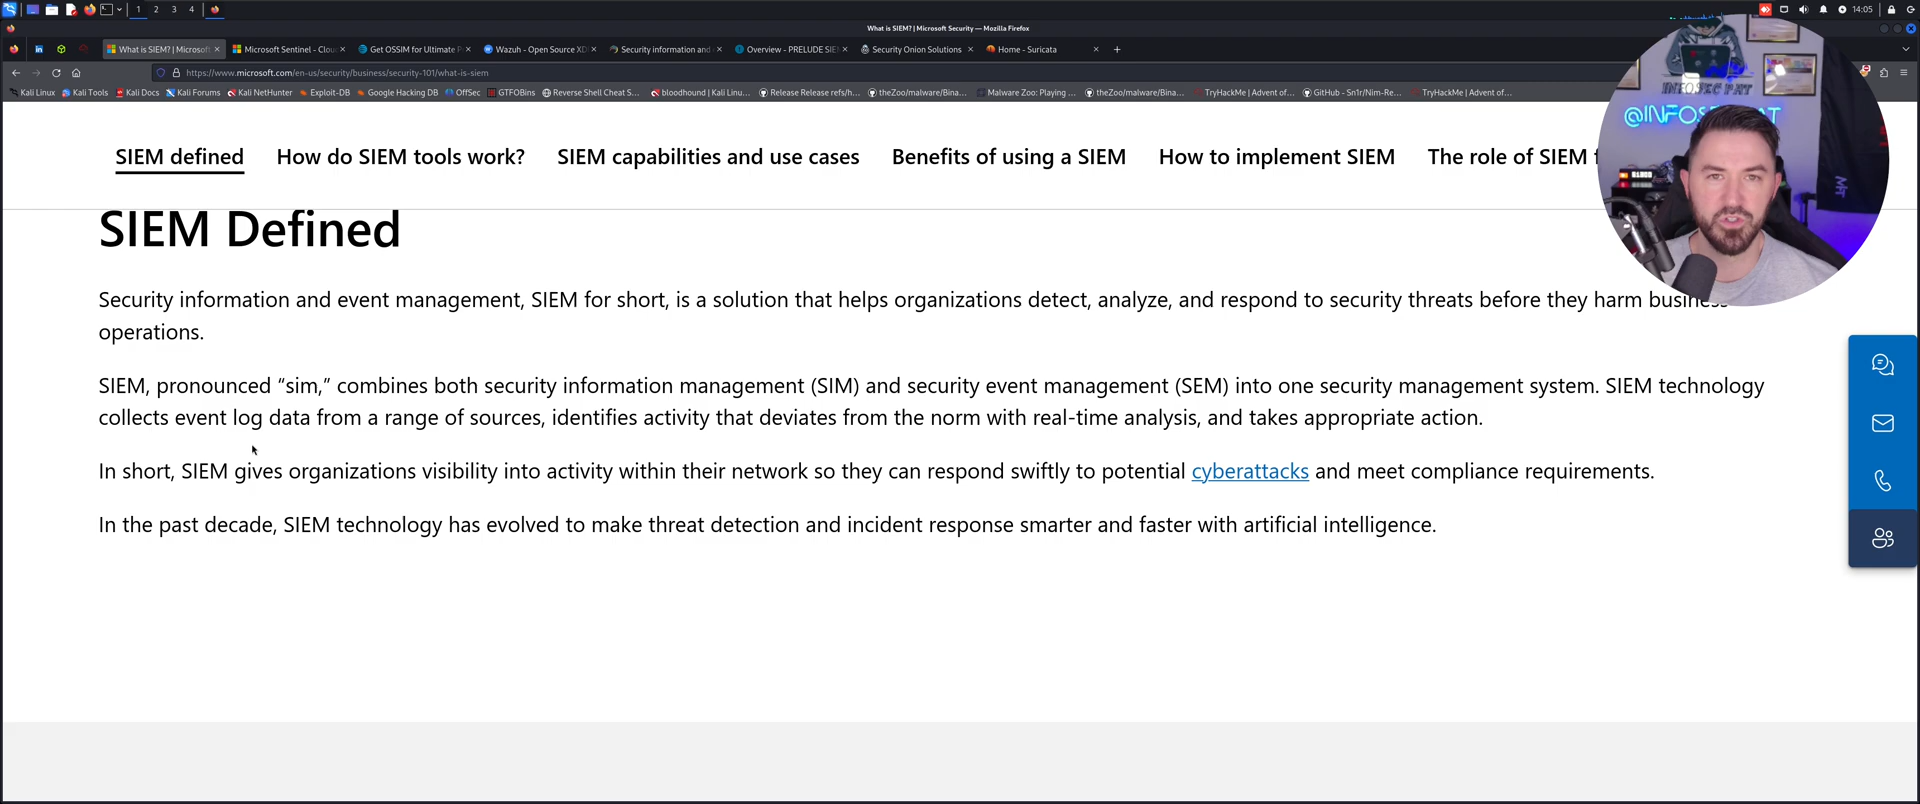 1 2 3 4
14:05
What is SIEM? | Microsoft Security — Mozilla Firefox
What is SIEM? | Microsoft
Microsoft Sentinel - Clou
Get OSSIM for Ultimate
Wazuh - Open Source XD
Security information and
Overview - PRELUDE SIE
Security Onion Solutions
Home - Suricata
https://www.microsoft.com/en-us/security/business/security-101/what-is-siem
Kali Linux Kali Tools Kali Docs Kali Forums Kali NetHunter Exploit-DB Google Hacking DB OffSec GTFOBins Reverse Shell Cheat S... bloodhound | Kali Linu... Release Release refs/h... theZoo/malware/Bina... Malware Zoo: Playing ... theZoo/malware/Bina... TryHackMe | Advent of... GitHub - Sn1r/Nim-Re... TryHackMe | Advent of...
INFOSEC PAT
@INFOSECPAT
SIEM defined How do SIEM tools work? SIEM capabilities and use cases Benefits of using a SIEM How to implement SIEM The role of SIEM f
SIEM Defined
Security information and event management, SIEM for short, is a solution that helps organizations detect, analyze, and respond to security threats before they harm business
operations.
SIEM, pronounced “sim,” combines both security information management (SIM) and security event management (SEM) into one security management system. SIEM technology
collects event log data from a range of sources, identifies activity that deviates from the norm with real-time analysis, and takes appropriate action.
In short, SIEM gives organizations visibility into activity within their network so they can respond swiftly to potential cyberattacks and meet compliance requirements.
In the past decade, SIEM technology has evolved to make threat detection and incident response smarter and faster with artificial intelligence.